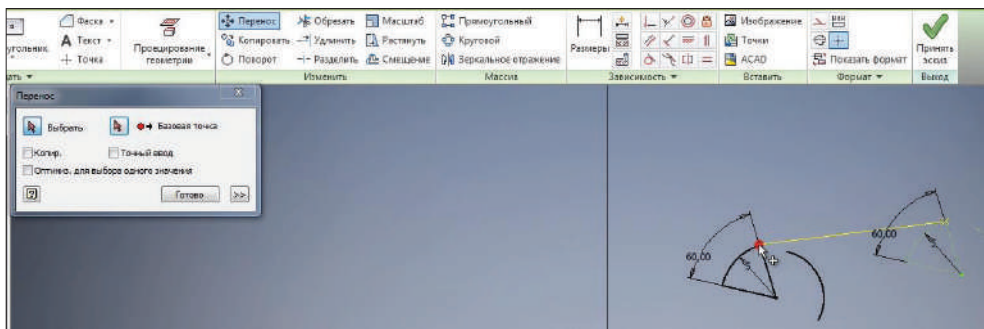 Фаска
Перенос
Обрезать
Масштаб
Прямоугольный
Изображение
угольник
Текст
Проецирование геометрии
Копировать
Удлинить
Растянуть
Круговой
Размеры
Точки
Принять эскиз
Точка
Поворот
Разделить
Смещение
Зеркальное отражение
ACAD
Показать формат
ать
Изменить
Массив
Зависимость
Вставить
Формат
Выход
Перенос
Выбрать
Базовая точка
Копир.
Точный ввод
Оптимиз. для выбора одного значения
Готово
>>
60,00
60,00